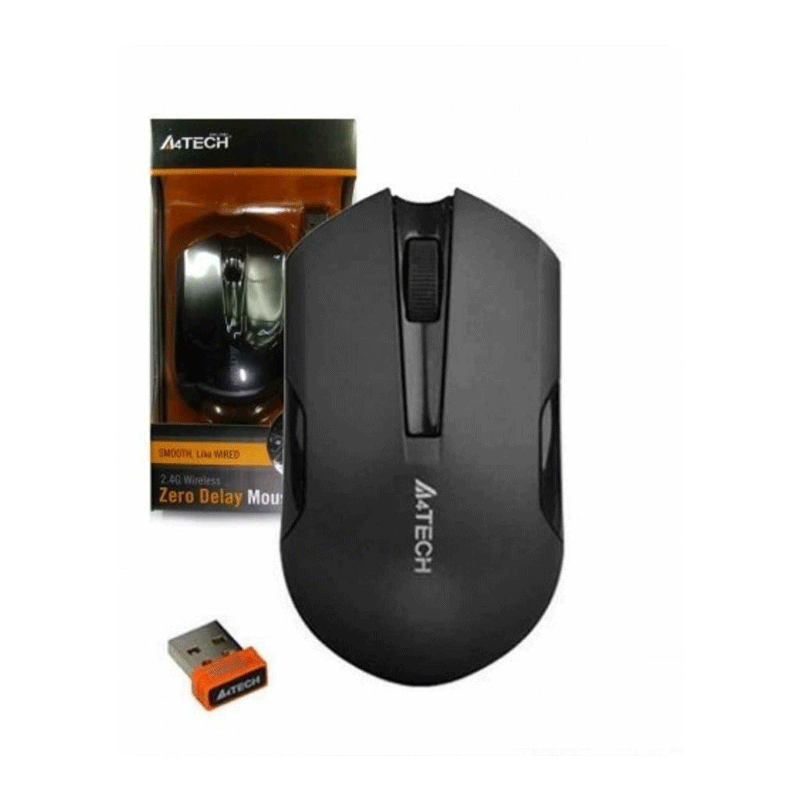 A4TECH
SMOOTH, Like WIRED
2.4G Wireless
Zero Delay Mous
A4TECH
A4TECH